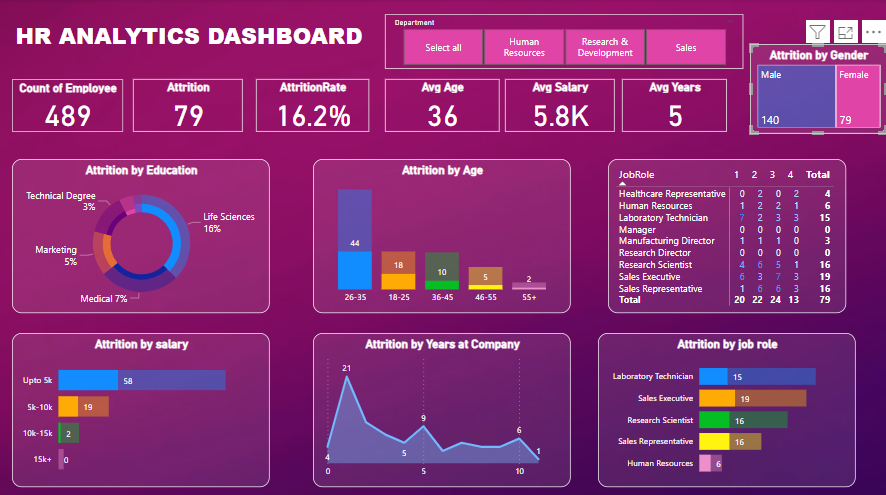 HR ANALYTICS DASHBOARD
Department
Select all
Human
Resources
Research &
Development
Sales
Attrition by Gender
Male
Female
140
79
Count of Employee
489
Attrition
79
AttritionRate
16.2%
Avg Age
36
Avg Salary
5.8K
Avg Years
5
Attrition by Education
Technical Degree
3%
Life Sciences
16%
Marketing
5%
Medical 7%
Attrition by Age
44
18
10
5
2
26-35 18-25 36-45 46-55 55+
JobRole 1 2 3 4 Total
Healthcare Representative 0 2 0 2 4
Human Resources 1 2 2 1 6
Laboratory Technician 7 2 3 3 15
Manager 0 0 0 0 0
Manufacturing Director 1 1 1 0 3
Research Director 0 0 0 0 0
Research Scientist 4 6 5 1 16
Sales Executive 6 3 7 3 19
Sales Representative 1 6 6 3 16
Total 20 22 24 13 79
Attrition by salary
Upto 5k 58
5k-10k 19
10k-15k 2
15k+ 0
Attrition by Years at Company
21
9
6
4
5
1
0 5 10
Attrition by job role
Laboratory Technician 15
Sales Executive 19
Research Scientist 16
Sales Representative 16
Human Resources 6